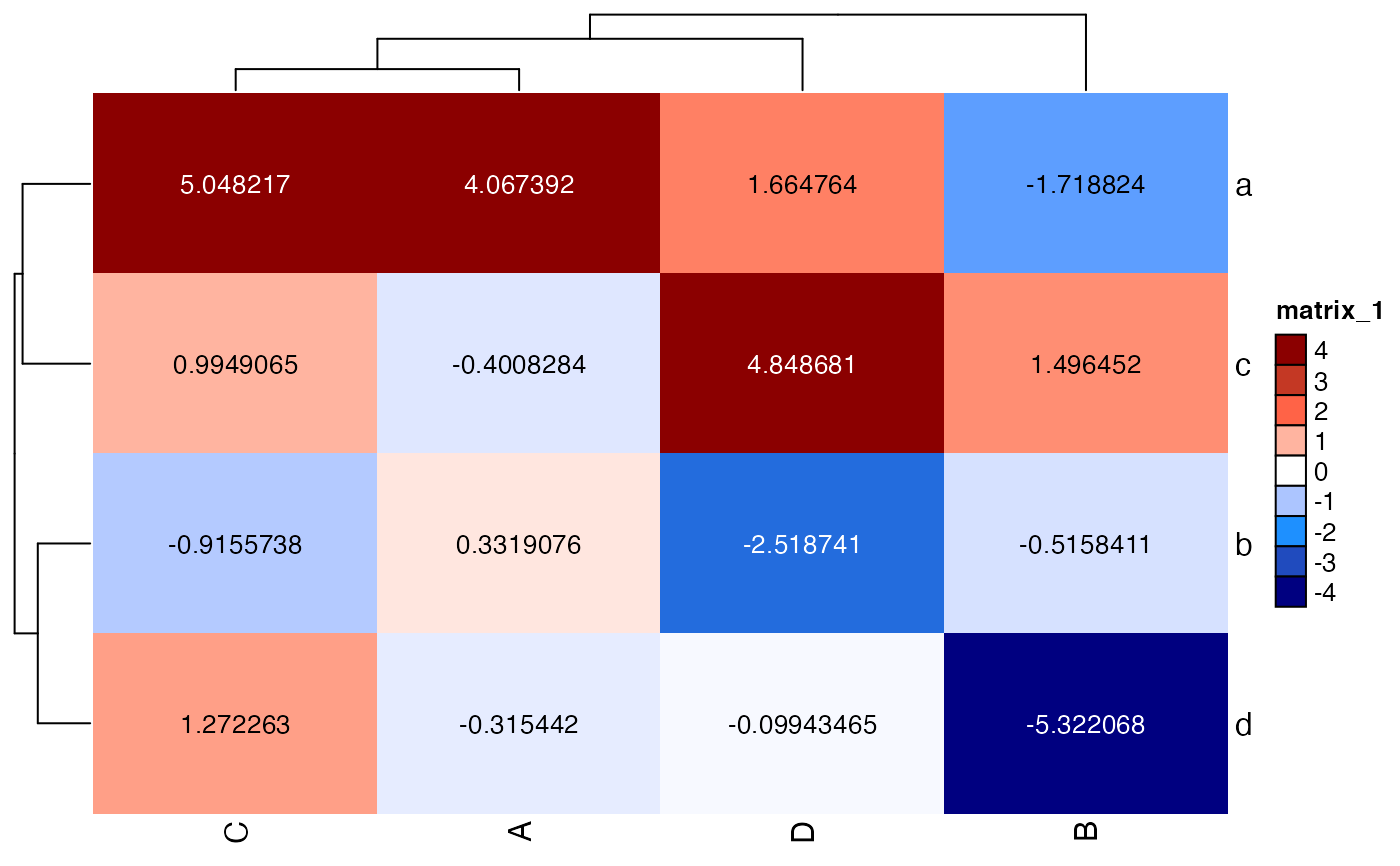 5.048217 4.067392 1.664764 -1.718824 a
matrix_1
4
0.9949065 -0.4008284 4.848681 1.496452 c
3
2
1
0
-1
-0.9155738 0.3319076 -2.518741 -0.5158411 b
-2
-3
-4
1.272263 -0.315442 -0.09943465 -5.322068 d
C A D B